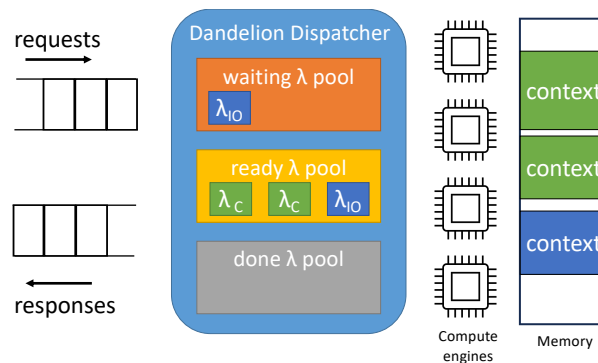 requests
responses
Dandelion Dispatcher
waiting λ pool
λIO
ready λ pool
λC λC λIO
done λ pool
Compute
engines
context
context
context
Memory